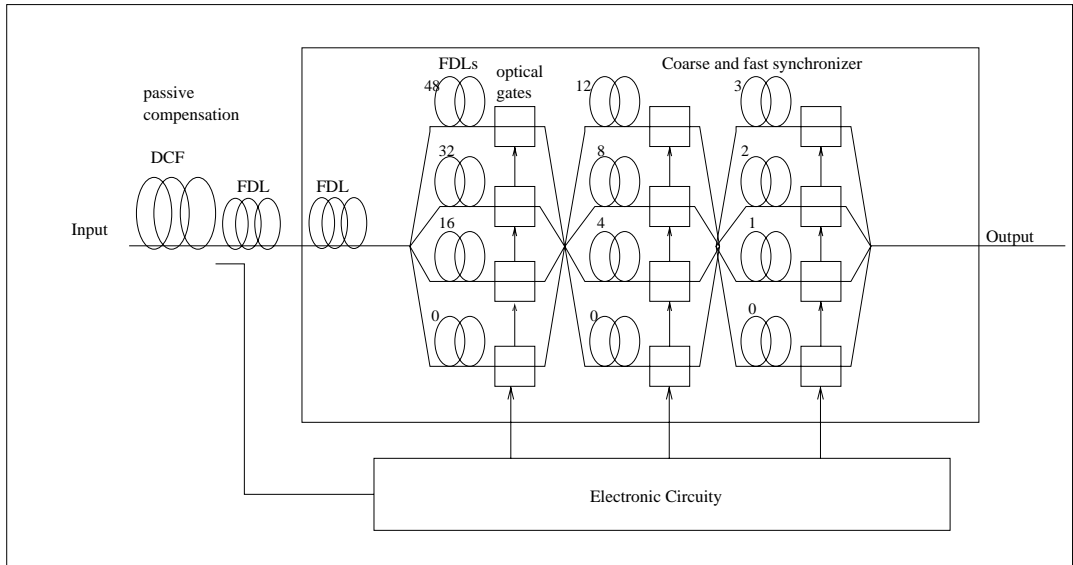 FDLs
Coarse and fast synchronizer
optical
gates
48
12
3
passive
compensation
DCF
FDL
FDL
32
8
2
Input
16
4
1
Output
0
0
0
Electronic Circuity